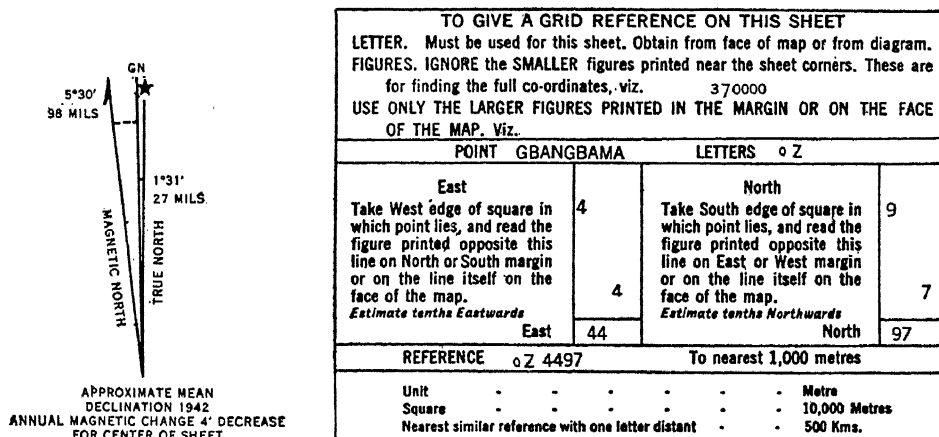 GN
5°30'
98 MILS
1°31'
27 MILS
MAGNETIC NORTH
TRUE NORTH
APPROXIMATE MEAN
DECLINATION 1942
ANNUAL MAGNETIC CHANGE 4' DECREASE
FOR CENTER OF SHEET
TO GIVE A GRID REFERENCE ON THIS SHEET
LETTER. Must be used for this sheet. Obtain from face of map or from diagram.
FIGURES. IGNORE the SMALLER figures printed near the sheet corners. These are
for finding the full co-ordinates, viz. 370000
USE ONLY THE LARGER FIGURES PRINTED IN THE MARGIN OR ON THE FACE
OF THE MAP. Viz.
POINT GBANGBAMA LETTERS oZ
East
Take West edge of square in
which point lies, and read the
figure printed opposite this
line on North or South margin
or on the line itself on the
face of the map.
Estimate tenths Eastwards
4
4
East 44
North
Take South edge of square in
which point lies, and read the
figure printed opposite this
line on East or West margin
or on the line itself on the
face of the map.
Estimate tenths Northwards
9
7
North 97
REFERENCE oZ 4497 To nearest 1,000 metres
Unit - - - - - Metre
Square - - - - - 10,000 Metres
Nearest similar reference with one letter distant - - 500 Kms.